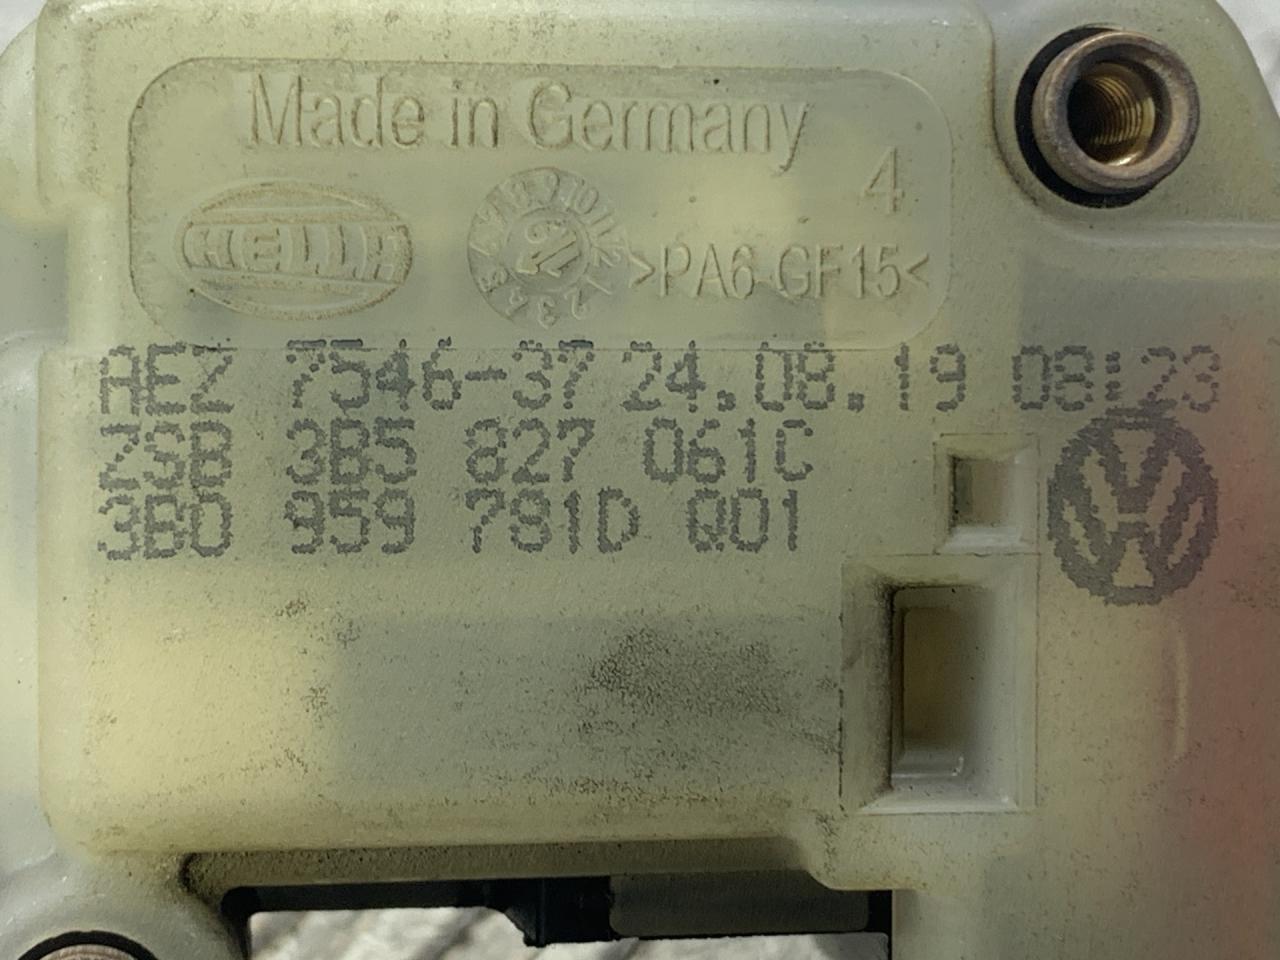 Made in Germany
4
HELLA
>PA6-GF15<
AEZ 7546-37 24.08.19 08:23
ZSB 3B5 827 061C
3B0 959 781D Q01